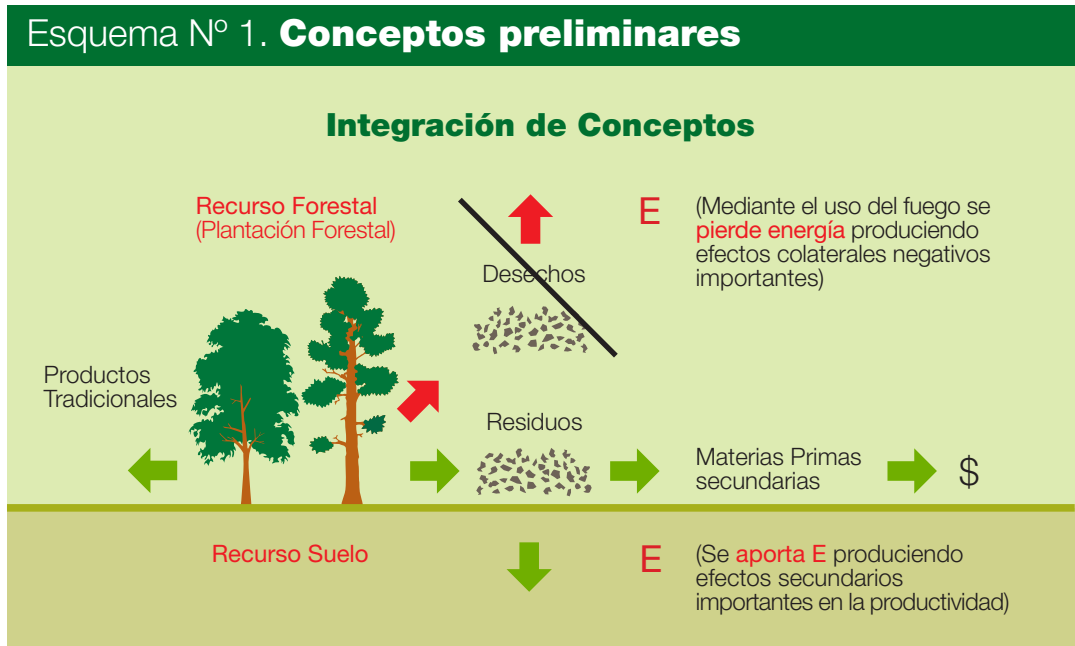 Esquema Nº 1. Conceptos preliminares
Integración de Conceptos
Recurso Forestal
(Plantación Forestal)
Desechos
E
(Mediante el uso del fuego se
pierde energía produciendo
efectos colaterales negativos
importantes)
Productos
Tradicionales
Residuos
Materias Primas
secundarias
$
Recurso Suelo
E
(Se aporta E produciendo
efectos secundarios
importantes en la productividad)